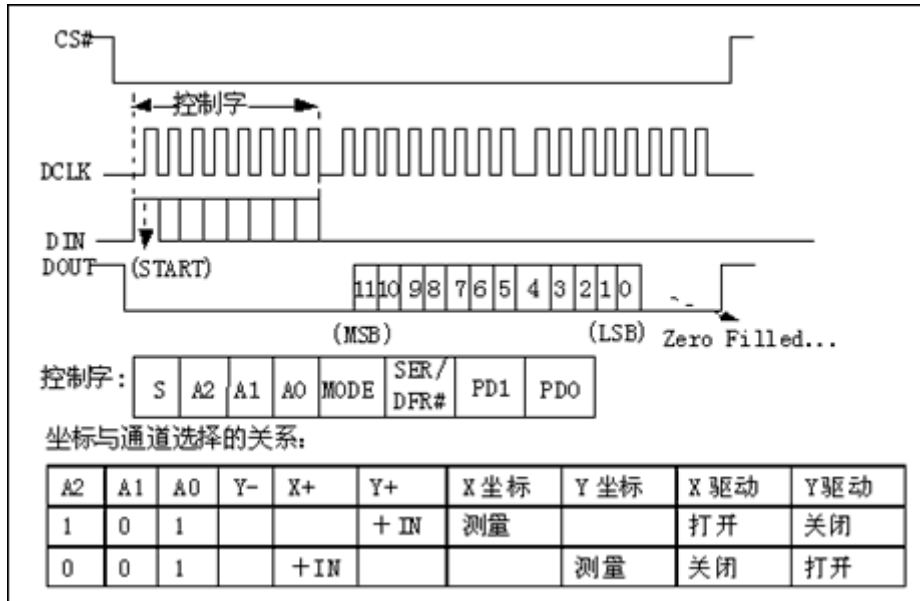 CS#
控制字
DCLK
DIN
(START)
DOUT
11 10 9 8 7 6 5 4 3 2 1 0
(MSB)
(LSB)
Zero Filled...
控制字: S A2 A1 A0 MODE SER/DFR# PD1 PD0
坐标与通道选择的关系:
A2 A1 A0 Y- X+ Y+ X坐标 Y坐标 X驱动 Y驱动
1 0 1 +IN 测量 打开 关闭
0 0 1 +IN 测量 关闭 打开